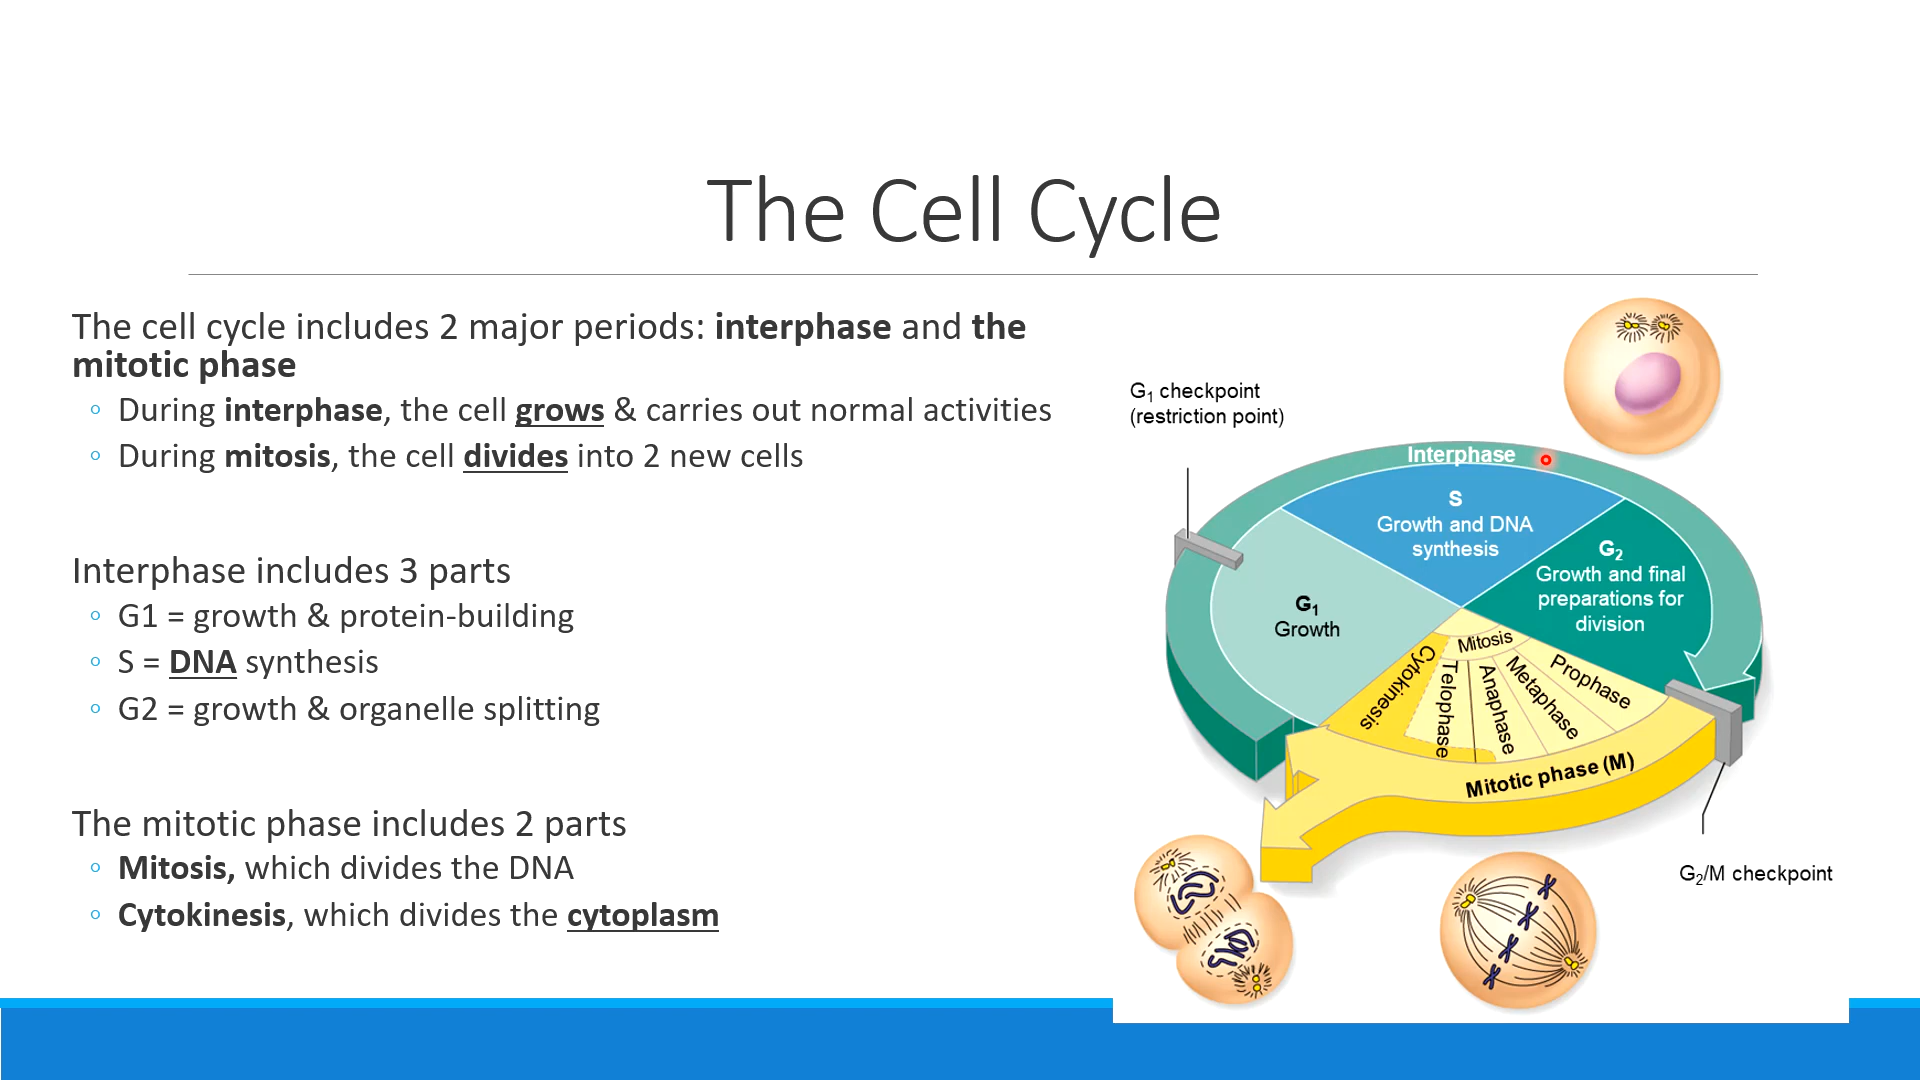 The Cell Cycle
The cell cycle includes 2 major periods: interphase and the
mitotic phase
◦ During interphase, the cell grows & carries out normal activities
◦ During mitosis, the cell divides into 2 new cells
Interphase includes 3 parts
◦ G1 = growth & protein-building
◦ S = DNA synthesis
◦ G2 = growth & organelle splitting
The mitotic phase includes 2 parts
◦ Mitosis, which divides the DNA
◦ Cytokinesis, which divides the cytoplasm
G₁ checkpoint
(restriction point)
Interphase
S
Growth and DNA
synthesis
G₂
Growth and final
preparations for
division
G₁
Growth
Mitosis
Cytokinesis
Telophase
Anaphase
Metaphase
Prophase
Mitotic phase (M)
G₂/M checkpoint